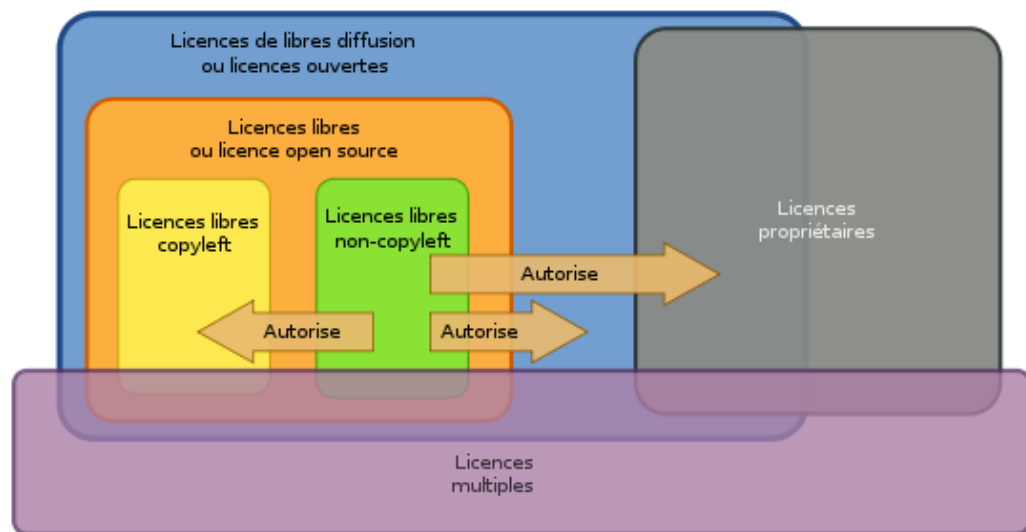 Licences de libres diffusion
ou licences ouvertes
Licences libres
ou licence open source
Licences libres
copyleft
Licences libres
non-copyleft
Licences
propriétaires
Autorise
Autorise
Autorise
Licences
multiples